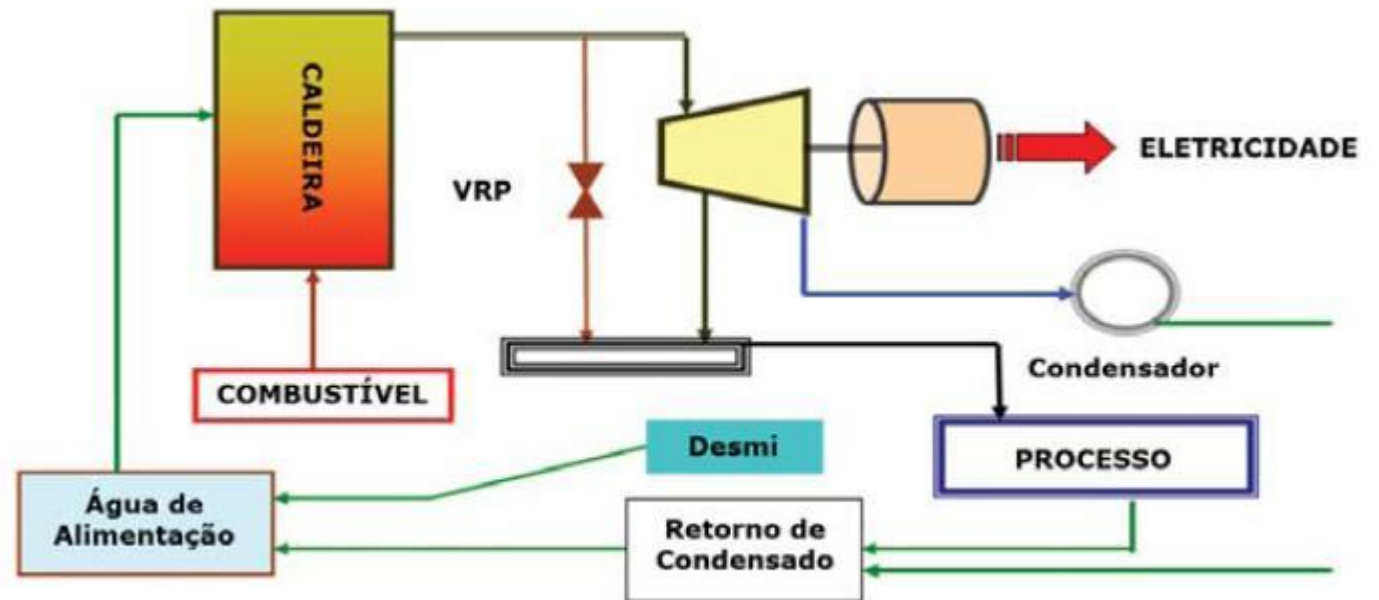 CALDEIRA
VRP
ELETRICIDADE
Condensador
COMBUSTÍVEL
Desmi
PROCESSO
Água de
Alimentação
Retorno de
Condensado